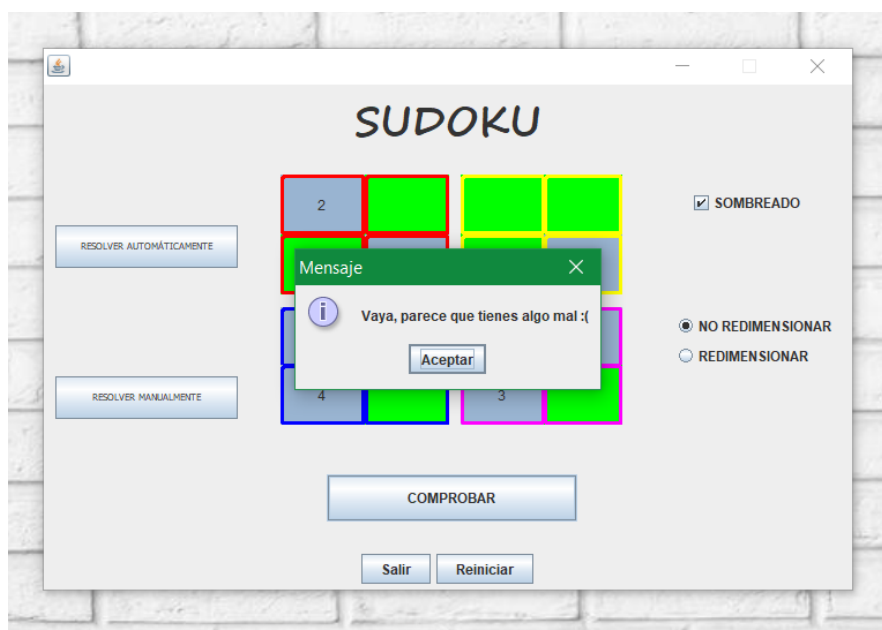 SUDOKU
2
SOMBREADO
RESOLVER AUTOMÁTICAMENTE
Mensaje
Vaya, parece que tienes algo mal :(
Aceptar
NO REDIMENSIONAR
REDIMENSIONAR
RESOLVER MANUALMENTE
4
3
COMPROBAR
Salir
Reiniciar